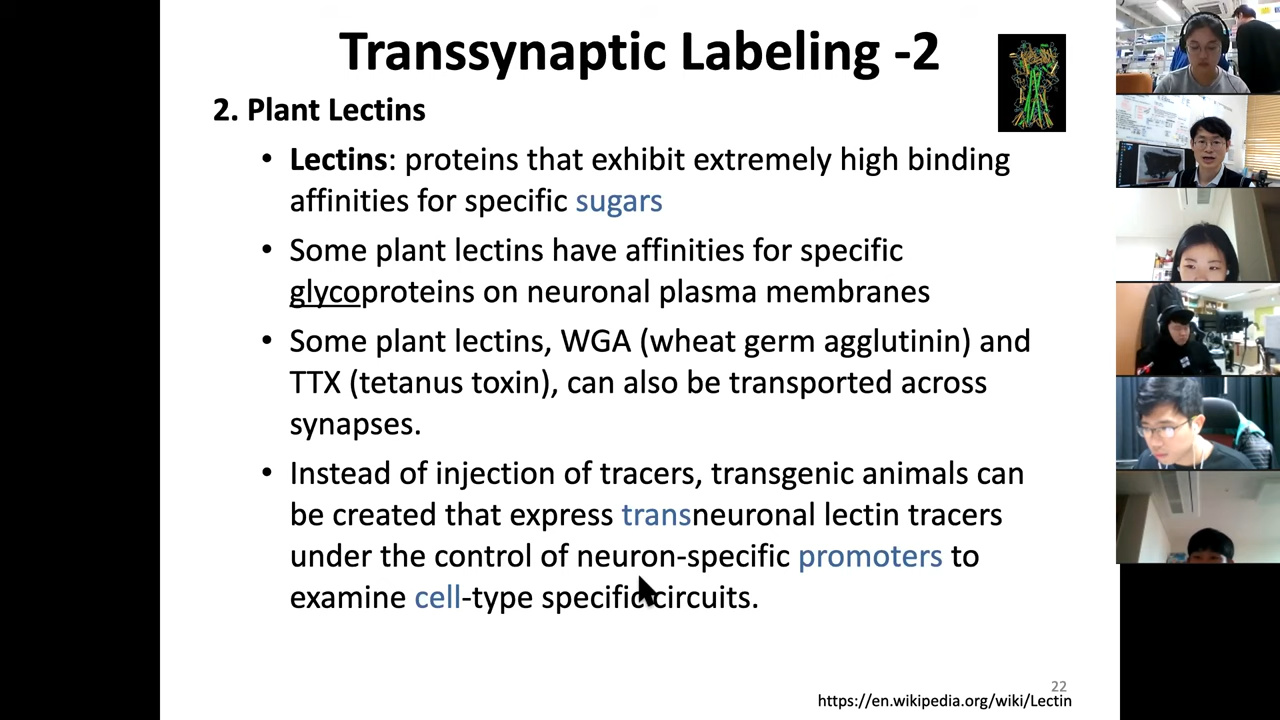 Transsynaptic Labeling -2
2. Plant Lectins
• Lectins: proteins that exhibit extremely high binding
affinities for specific sugars
• Some plant lectins have affinities for specific
glycoproteins on neuronal plasma membranes
• Some plant lectins, WGA (wheat germ agglutinin) and
TTX (tetanus toxin), can also be transported across
synapses.
• Instead of injection of tracers, transgenic animals can
be created that express transneuronal lectin tracers
under the control of neuron-specific promoters to
examine cell-type specific circuits.
22
https://en.wikipedia.org/wiki/Lectin